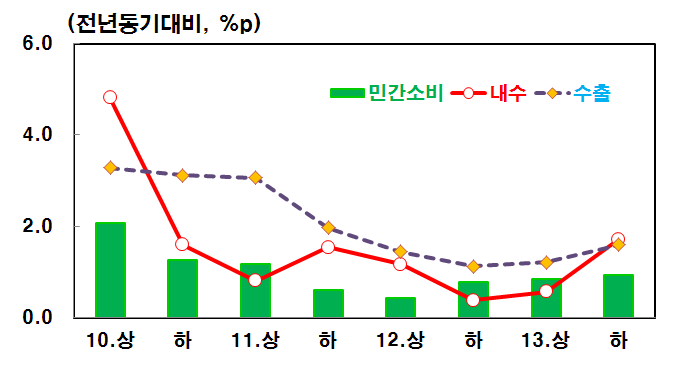 (전년동기대비, %p)
6.0
민간소비 내수 수출
4.0
2.0
0.0
10.상 하 11.상 하 12.상 하 13.상 하